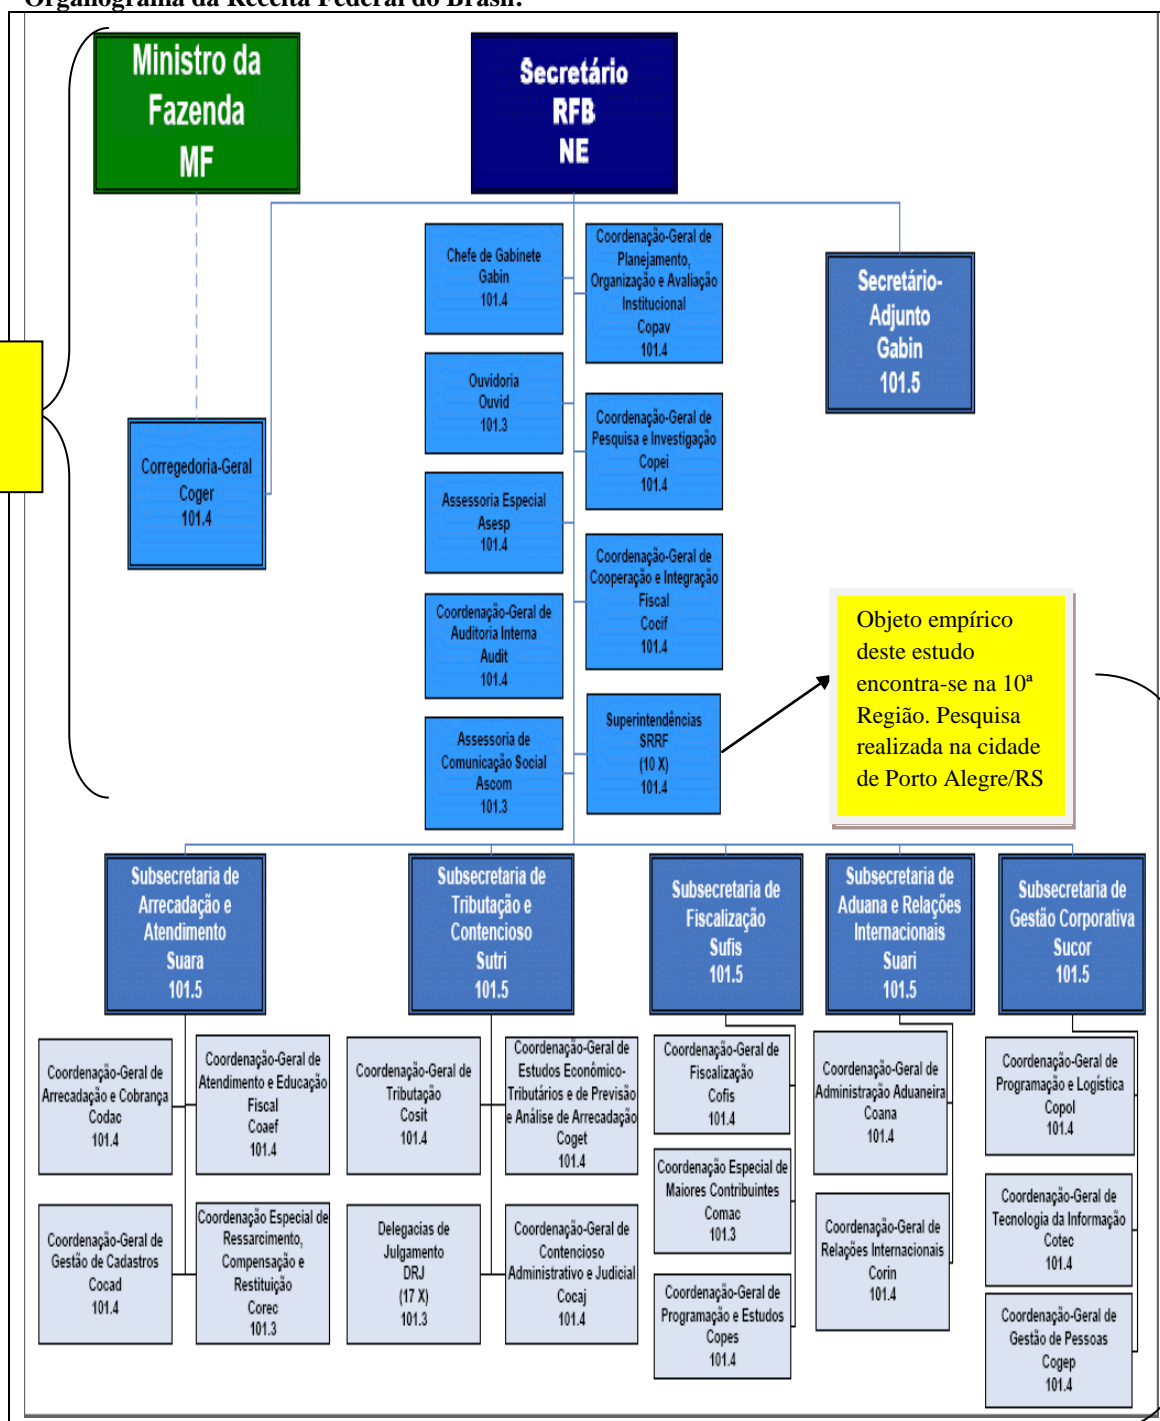 Organograma da Receita Federal do Brasil:
Ministro da
Fazenda
MF
Secretário
RFB
NE
Chefe de Gabinete
Gabin
101.4
Coordenação-Geral de
Planejamento,
Organização e Avaliação
Institucional
Copav
101.4
Secretário-
Adjunto
Gabin
101.5
Ouvidoria
Ouvid
101.3
Coordenação-Geral de
Pesquisa e Investigação
Copei
101.4
Corregedoria-Geral
Coger
101.4
Assessoria Especial
Asesp
101.4
Coordenação-Geral de
Cooperação e Integração
Fiscal
Cocif
101.4
Coordenação-Geral de
Auditoria Interna
Audit
101.4
Objeto empírico
deste estudo
encontra-se na 10ª
Região. Pesquisa
realizada na cidade
de Porto Alegre/RS
Assessoria de
Comunicação Social
Ascom
101.3
Superintendências
SRRF
(10 X)
101.4
Subsecretaria de
Arrecadação e
Atendimento
Suara
101.5
Subsecretaria de
Tributação e
Contencioso
Sutri
101.5
Subsecretaria de
Fiscalização
Sufis
101.5
Subsecretaria de
Aduana e Relações
Internacionais
Suari
101.5
Subsecretaria de
Gestão Corporativa
Sucor
101.5
Coordenação-Geral de
Arrecadação e Cobrança
Codac
101.4
Coordenação-Geral de
Atendimento e Educação
Fiscal
Coaef
101.4
Coordenação-Geral de
Tributação
Cosit
101.4
Coordenação-Geral de
Estudos Econômico-
Tributários e de Previsão
e Análise de Arrecadação
Coget
101.4
Coordenação-Geral de
Fiscalização
Cofis
101.4
Coordenação-Geral de
Administração Aduaneira
Coana
101.4
Coordenação-Geral de
Programação e Logística
Copol
101.4
Coordenação-Geral de
Gestão de Cadastros
Cocad
101.4
Coordenação Especial de
Ressarcimento,
Compensação e
Restituição
Corec
101.3
Delegacias de
Julgamento
DRJ
(17 X)
101.3
Coordenação-Geral de
Contencioso
Administrativo e Judicial
Cocaj
101.4
Coordenação Especial de
Maiores Contribuintes
Comac
101.3
Coordenação-Geral de
Relações Internacionais
Corin
101.4
Coordenação-Geral de
Tecnologia da Informação
Cotec
101.4
Coordenação-Geral de
Programação e Estudos
Copes
101.4
Coordenação-Geral de
Gestão de Pessoas
Cogep
101.4